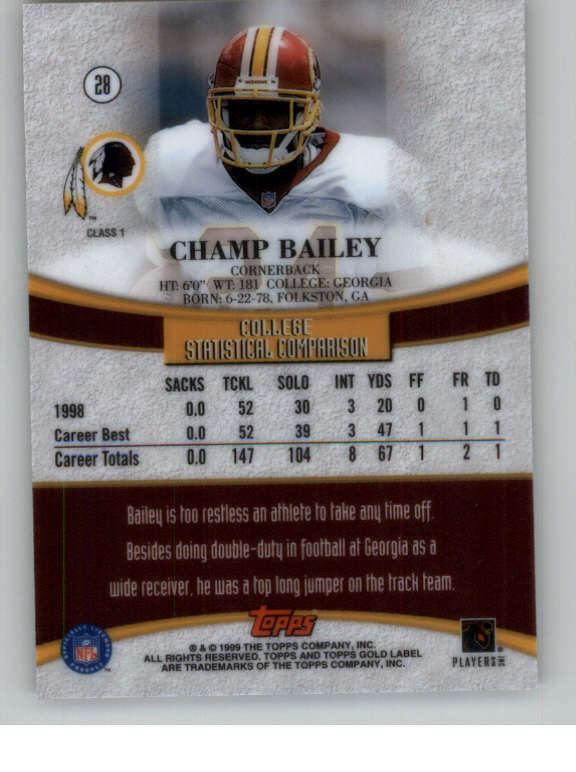 28
CLASS 1
CHAMP BAILEY
CORNERBACK
HT: 6'0" WT: 181 COLLEGE: GEORGIA
BORN: 6-22-78, FOLKSTON, GA
COLLEGE
STATISTICAL COMPARISON
SACKS TCKL SOLO INT YDS FF FR TD
1998 0.0 52 30 3 20 0 1 0
Career Best 0.0 52 39 3 47 1 1 1
Career Totals 0.0 147 104 8 67 1 2 1
Bailey is too restless an athlete to take any time off.
Besides doing double-duty in football at Georgia as a
wide receiver, he was a top long jumper on the track team.
Topps
® & © 1999 THE TOPPS COMPANY, INC.
ALL RIGHTS RESERVED. TOPPS AND TOPPS GOLD LABEL
ARE TRADEMARKS OF THE TOPPS COMPANY, INC.
NFL
PLAYERS INC